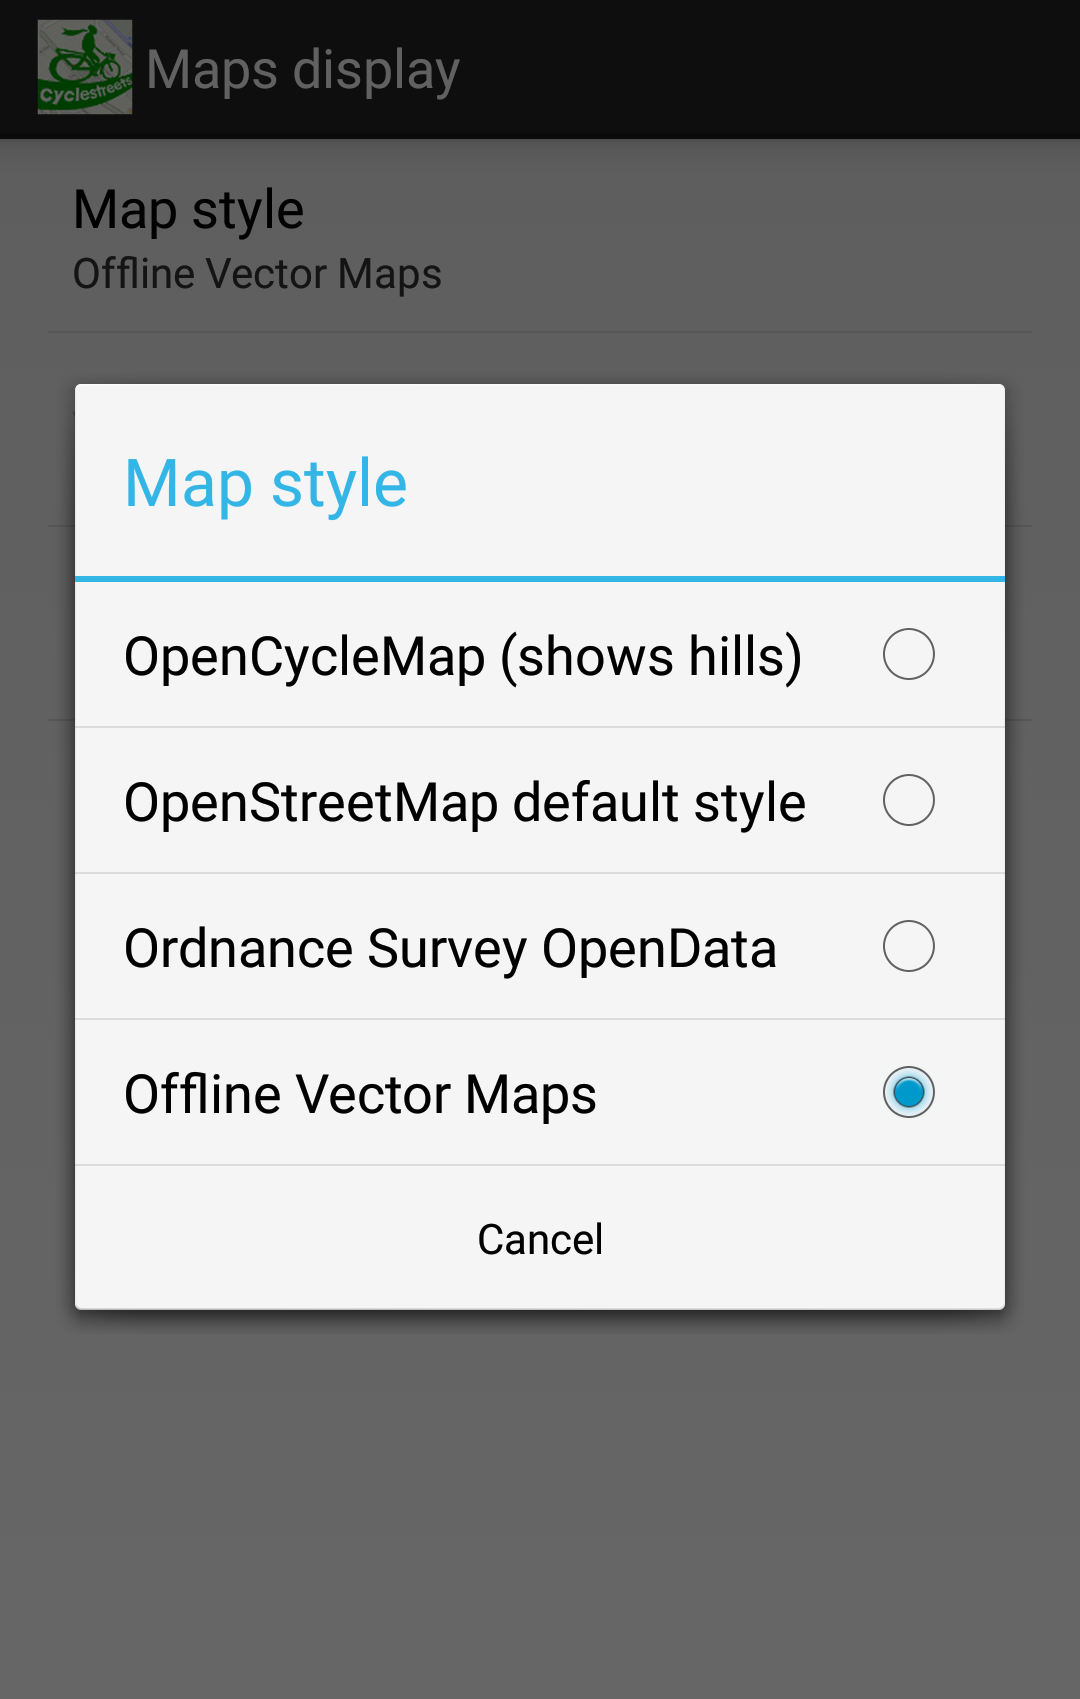 Cyclestreets
Maps display
Map style
Offline Vector Maps
Map style
OpenCycleMap (shows hills)
OpenStreetMap default style
Ordnance Survey OpenData
Offline Vector Maps
Cancel